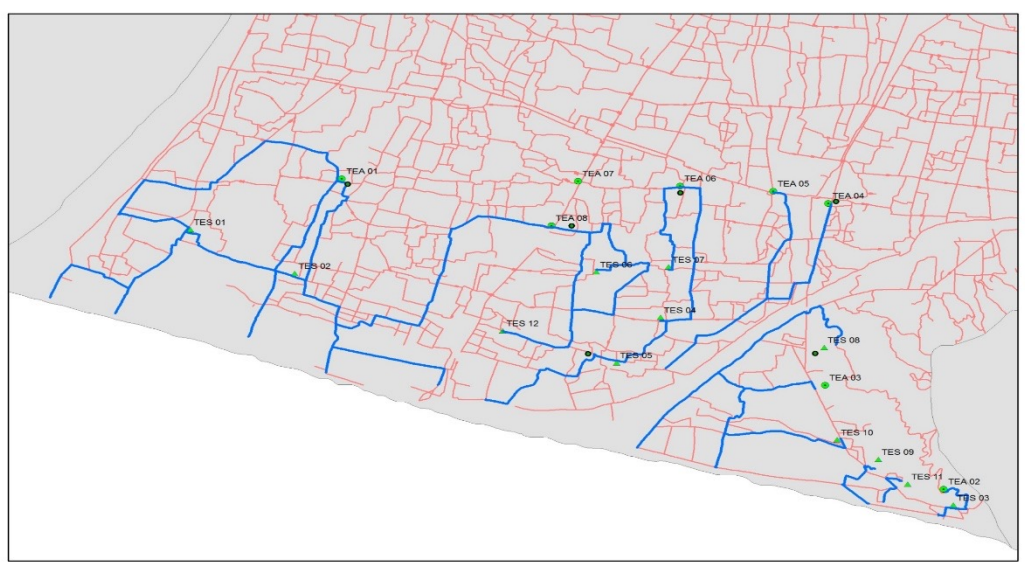 TEA 01
TEA 07
TEA 06
TEA 05
TEA 04
TES 01
TEA 08
TES 06
TES 07
TES 02
TES 12
TES 04
TES 08
TES 05
TEA 03
TES 10
TES 09
TES 11
TEA 02
TES 03